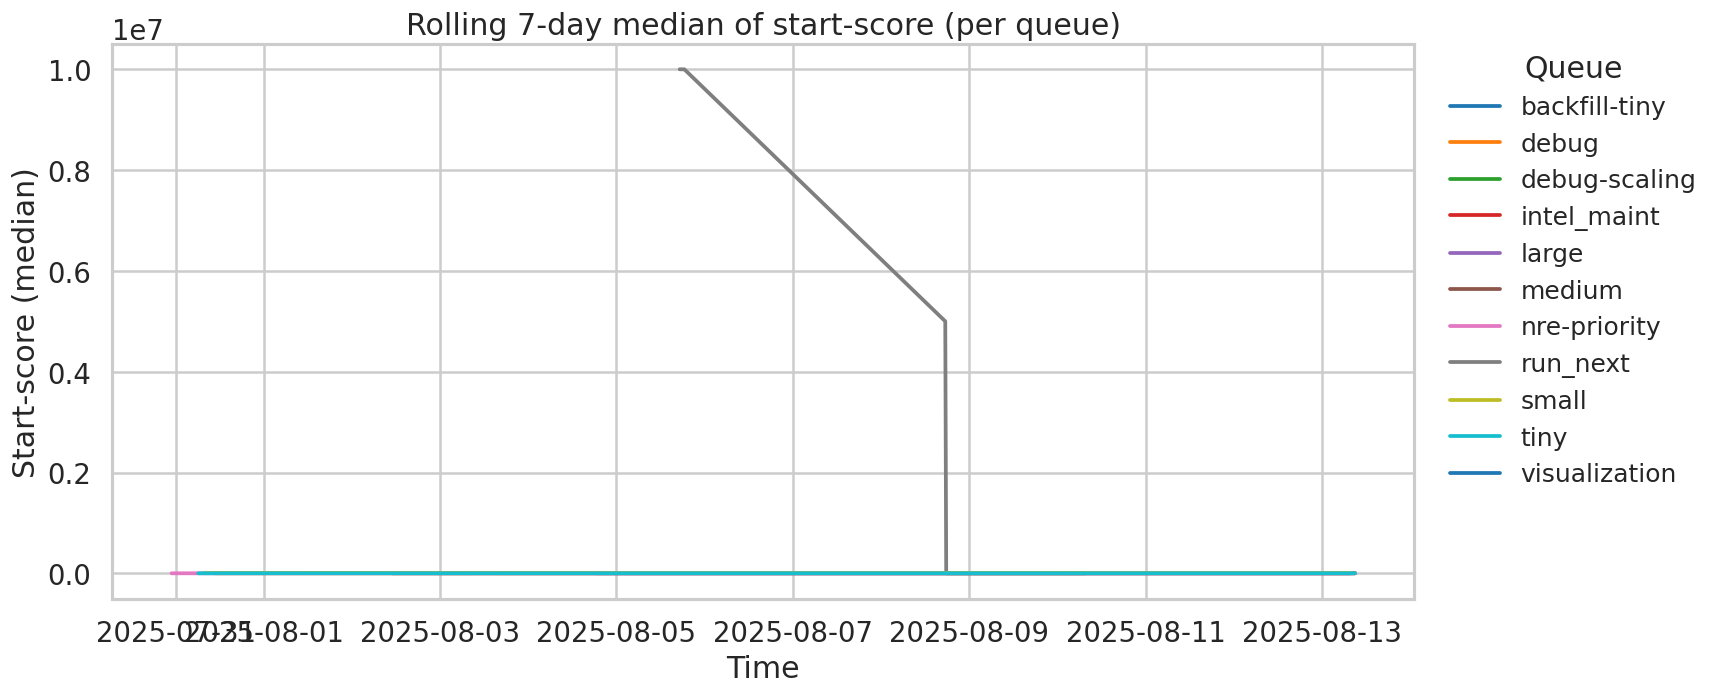 Rolling 7-day median of start-score (per queue)
1e7
1.0
0.8
0.6
0.4
0.2
0.0
Start-score (median)
2025-07-31 2025-08-01 2025-08-03 2025-08-05 2025-08-07 2025-08-09 2025-08-11 2025-08-13
Time
Queue
backfill-tiny
debug
debug-scaling
intel_maint
large
medium
nre-priority
run_next
small
tiny
visualization